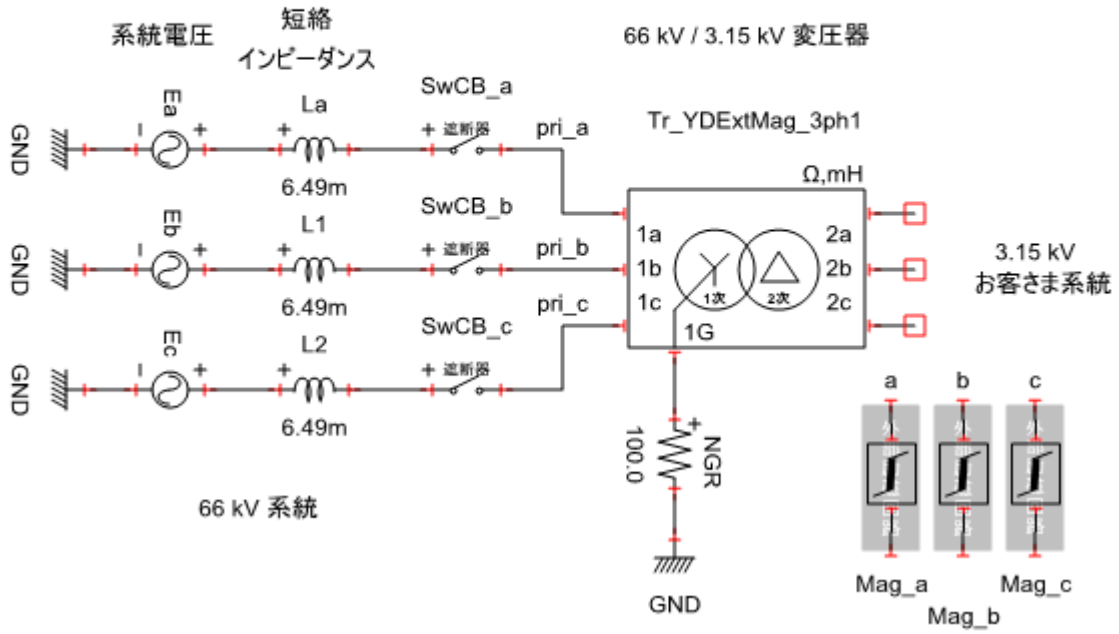 系統電圧
短絡
インピーダンス
66 kV / 3.15 kV 変圧器
GND
Ea
La
6.49m
SwCB_a
遮断器
pri_a
Tr_YDExtMag_3ph1
Ω,mH
GND
Eb
L1
6.49m
SwCB_b
遮断器
pri_b
GND
Ec
L2
6.49m
SwCB_c
遮断器
pri_c
1a
1b
1c
1次
2次
2a
2b
2c
1G
3.15 kV
お客さま系統
66 kV 系統
100.0
NGR
GND
a
b
c
Mag_a
Mag_b
Mag_c